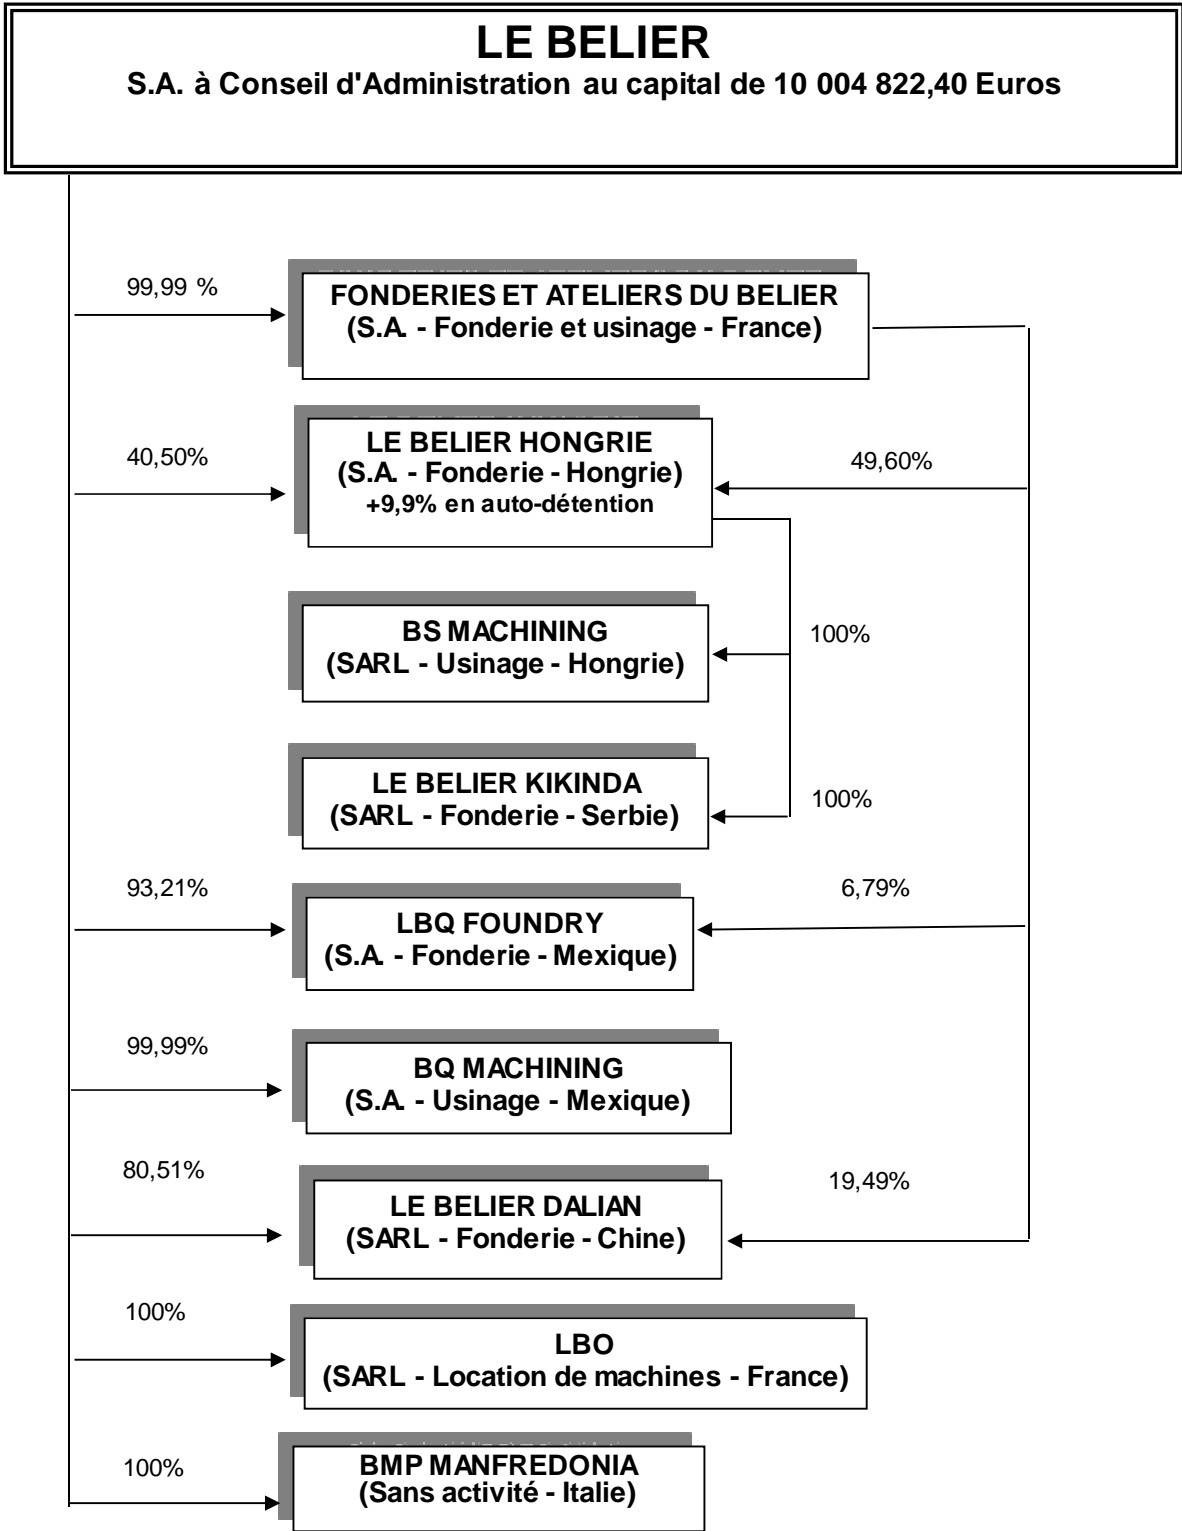 LE BELIER
S.A. à Conseil d'Administration au capital de 10 004 822,40 Euros
99,99 %
FONDERIES ET ATELIERS DU BELIER
(S.A. - Fonderie et usinage - France)
40,50%
LE BELIER HONGRIE
(S.A. - Fonderie - Hongrie)
+9,9% en auto-détention
49,60%
BS MACHINING
(SARL - Usinage - Hongrie)
100%
LE BELIER KIKINDA
(SARL - Fonderie - Serbie)
100%
93,21%
LBQ FOUNDRY
(S.A. - Fonderie - Mexique)
6,79%
99,99%
BQ MACHINING
(S.A. - Usinage - Mexique)
80,51%
LE BELIER DALIAN
(SARL - Fonderie - Chine)
19,49%
100%
LBO
(SARL - Location de machines - France)
100%
BMP MANFREDONIA
(Sans activité - Italie)